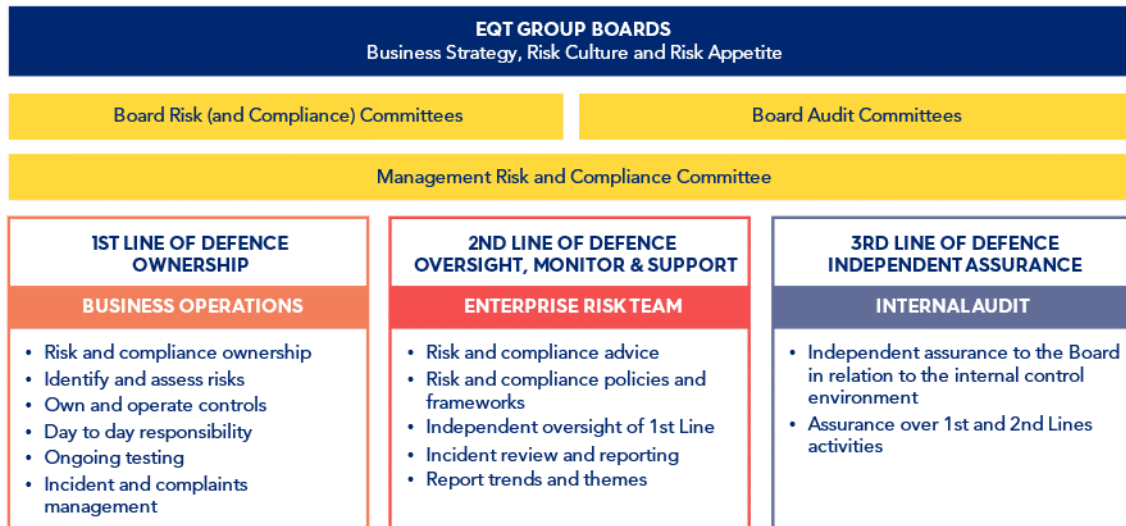 EQT GROUP BOARDS
Business Strategy, Risk Culture and Risk Appetite
Board Risk (and Compliance) Committees
Board Audit Committees
Management Risk and Compliance Committee
1ST LINE OF DEFENCE
OWNERSHIP
BUSINESS OPERATIONS
• Risk and compliance ownership
• Identify and assess risks
• Own and operate controls
• Day to day responsibility
• Ongoing testing
• Incident and complaints
management
2ND LINE OF DEFENCE
OVERSIGHT, MONITOR & SUPPORT
ENTERPRISE RISK TEAM
• Risk and compliance advice
• Risk and compliance policies and
frameworks
• Independent oversight of 1st Line
• Incident review and reporting
• Report trends and themes
3RD LINE OF DEFENCE
INDEPENDENT ASSURANCE
INTERNAL AUDIT
• Independent assurance to the Board
in relation to the internal control
environment
• Assurance over 1st and 2nd Lines
activities